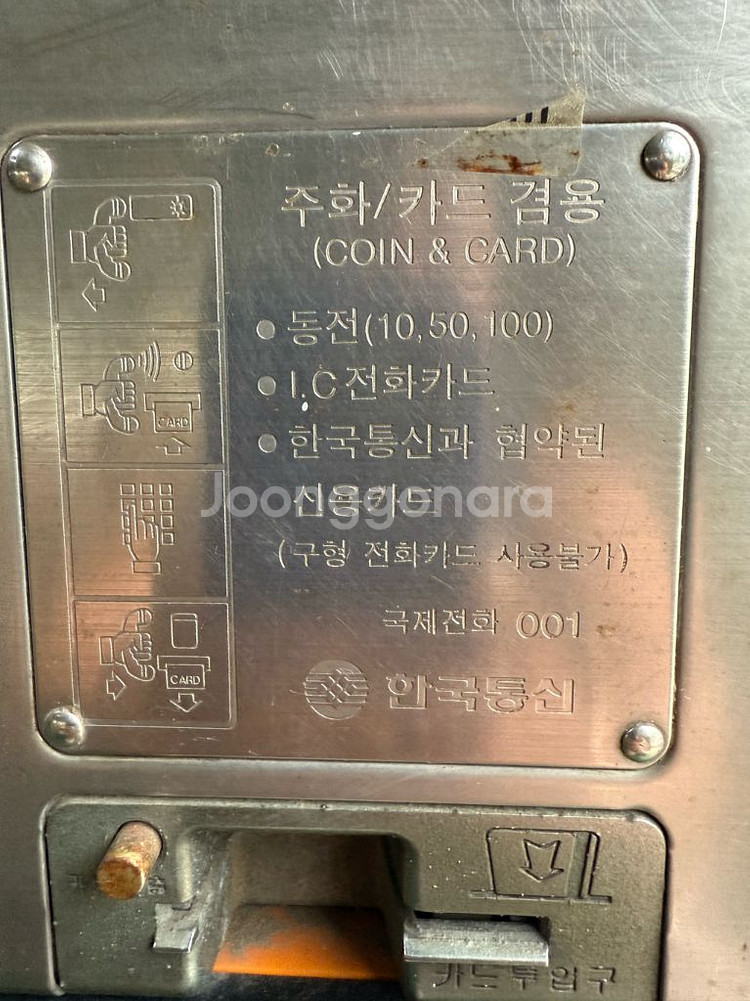 주화/카드 겸용
(COIN & CARD)
동전(10,50,100)
I.C전화카드
한국통신과 협약된
신용카드
(구형 전화카드 사용불가)
국제전화 001
한국통신
CARD
CARD
Joonggonara
카드투입구